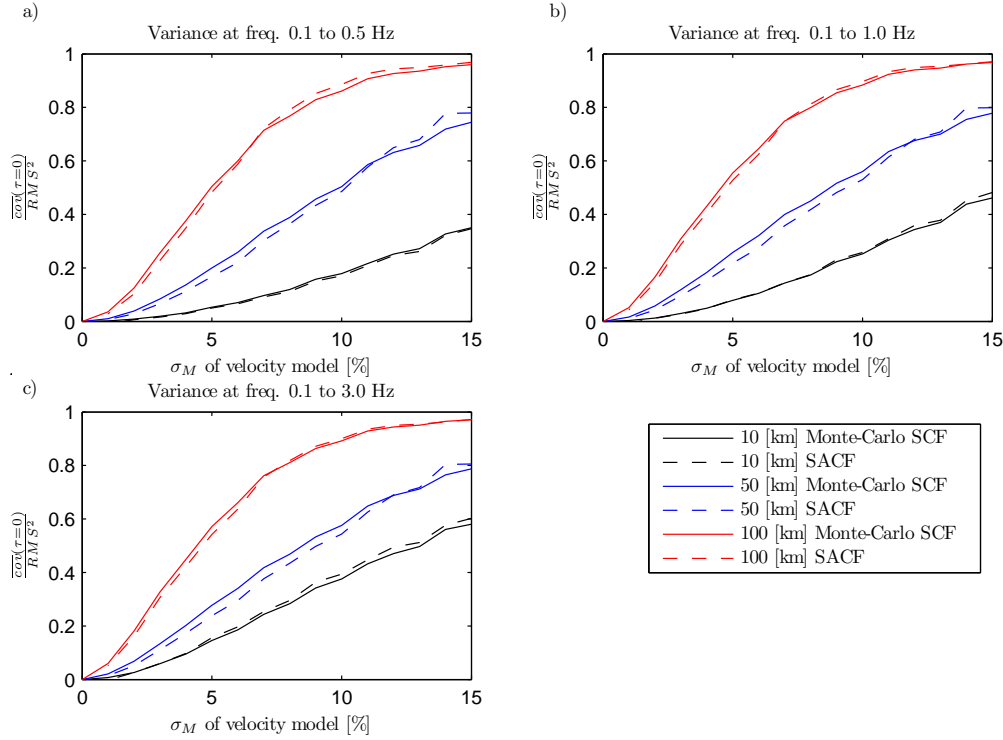 a)
Variance at freq. 0.1 to 0.5 Hz
1
0.8
0.6
0.4
0.2
0
0 5 10 15
cov(τ=0)
RMS²
σ_M of velocity model [%]
b)
Variance at freq. 0.1 to 1.0 Hz
1
0.8
0.6
0.4
0.2
0
0 5 10 15
cov(τ=0)
RMS²
σ_M of velocity model [%]
.
c)
Variance at freq. 0.1 to 3.0 Hz
1
0.8
0.6
0.4
0.2
0
0 5 10 15
cov(τ=0)
RMS²
σ_M of velocity model [%]
10 [km] Monte-Carlo SCF
10 [km] SACF
50 [km] Monte-Carlo SCF
50 [km] SACF
100 [km] Monte-Carlo SCF
100 [km] SACF